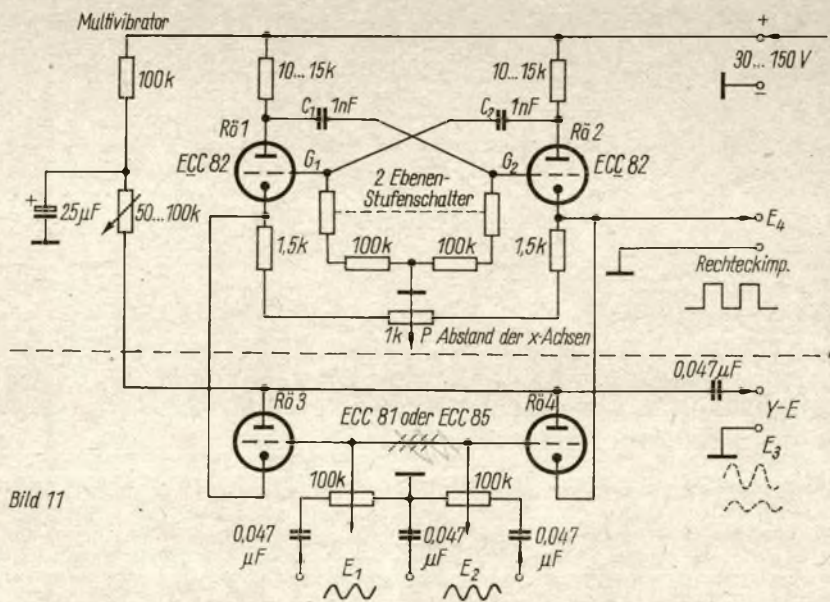 Multivibrator
+
100k
10...15k
10...15k
30...150 V
C₁ 1nF
C₂ 1nF
-
Rö1
Rö2
ECC 82
G₁
G₂
ECC 82
+
25µF
50...100k
2 Ebenen-
Stufenschalter
E₄
1,5k
100k
100k
1,5k
Rechteckimp.
1k P Abstand der x-Achsen
0,047µF
Rö3
Rö4
ECC 81 oder ECC 85
Y-E
E₃
100k
100k
Bild 11
0,047
µF
0,047
µF
0,047
µF
E₁
E₂